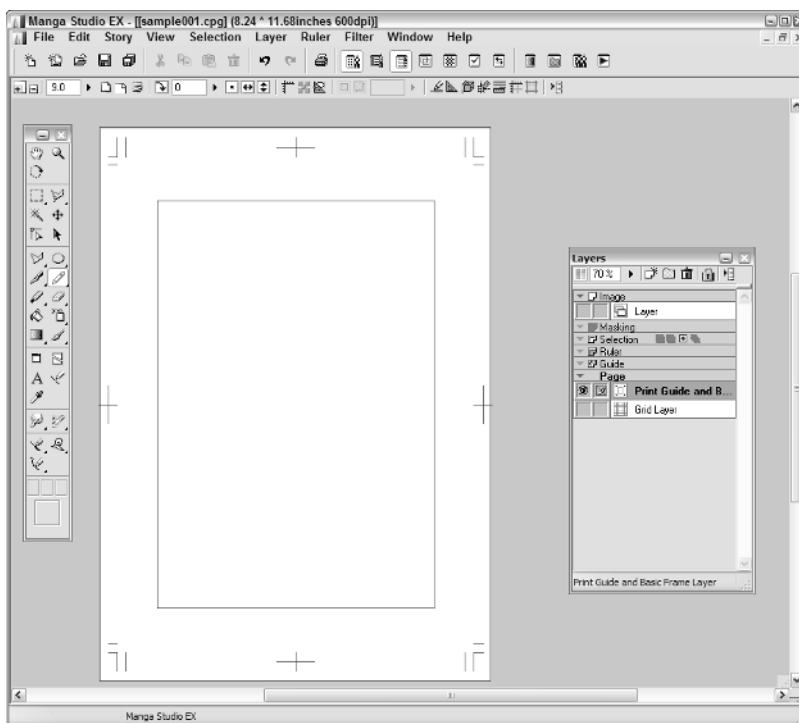 Manga Studio EX - [[sample001.cpg] (8.24 * 11.68inches 600dpi)]
File Edit Story View Selection Layer Ruler Filter Window Help
9.0 0
Layers
70 %
Image
Layer
Masking
Selection
Ruler
Guide
Page
Print Guide and B...
Grid Layer
Print Guide and Basic Frame Layer
Manga Studio EX